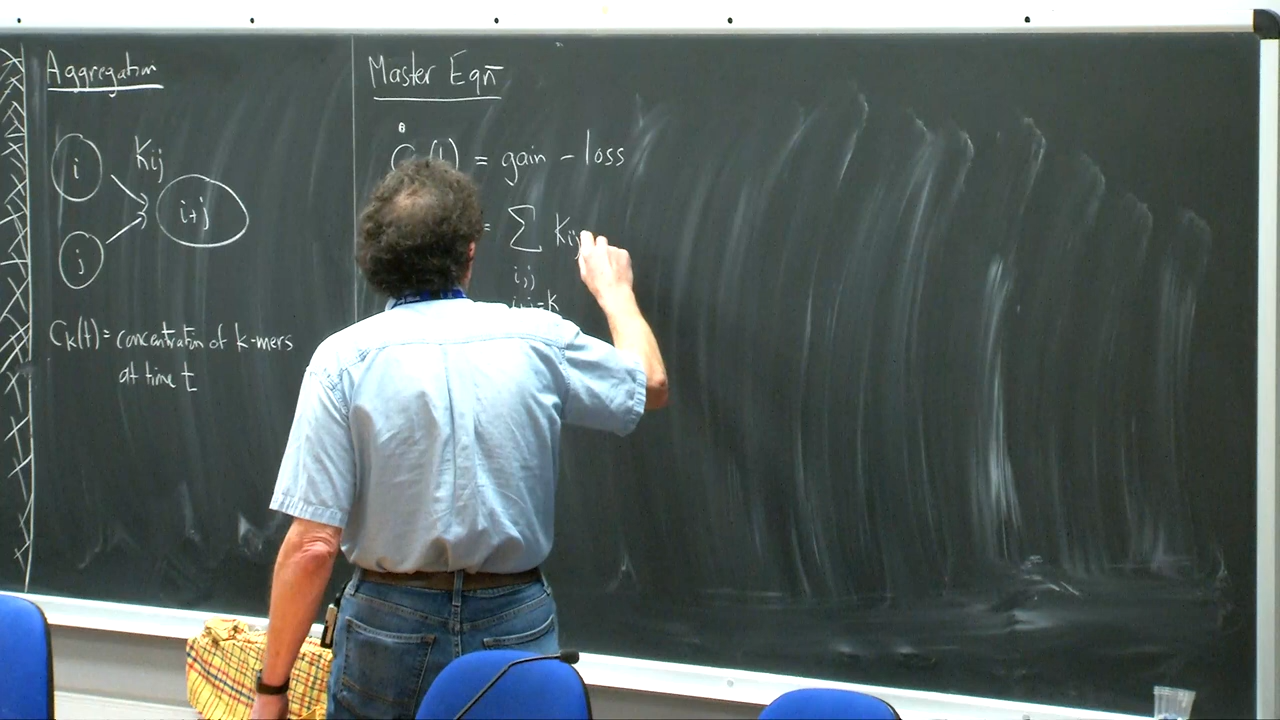 Aggregation
i
Kij
i+j
j
Ck(t) = concentration of k-mers
at time t
Master Eqn
= gain - loss
= Σ Kij
i,j
i+j=k